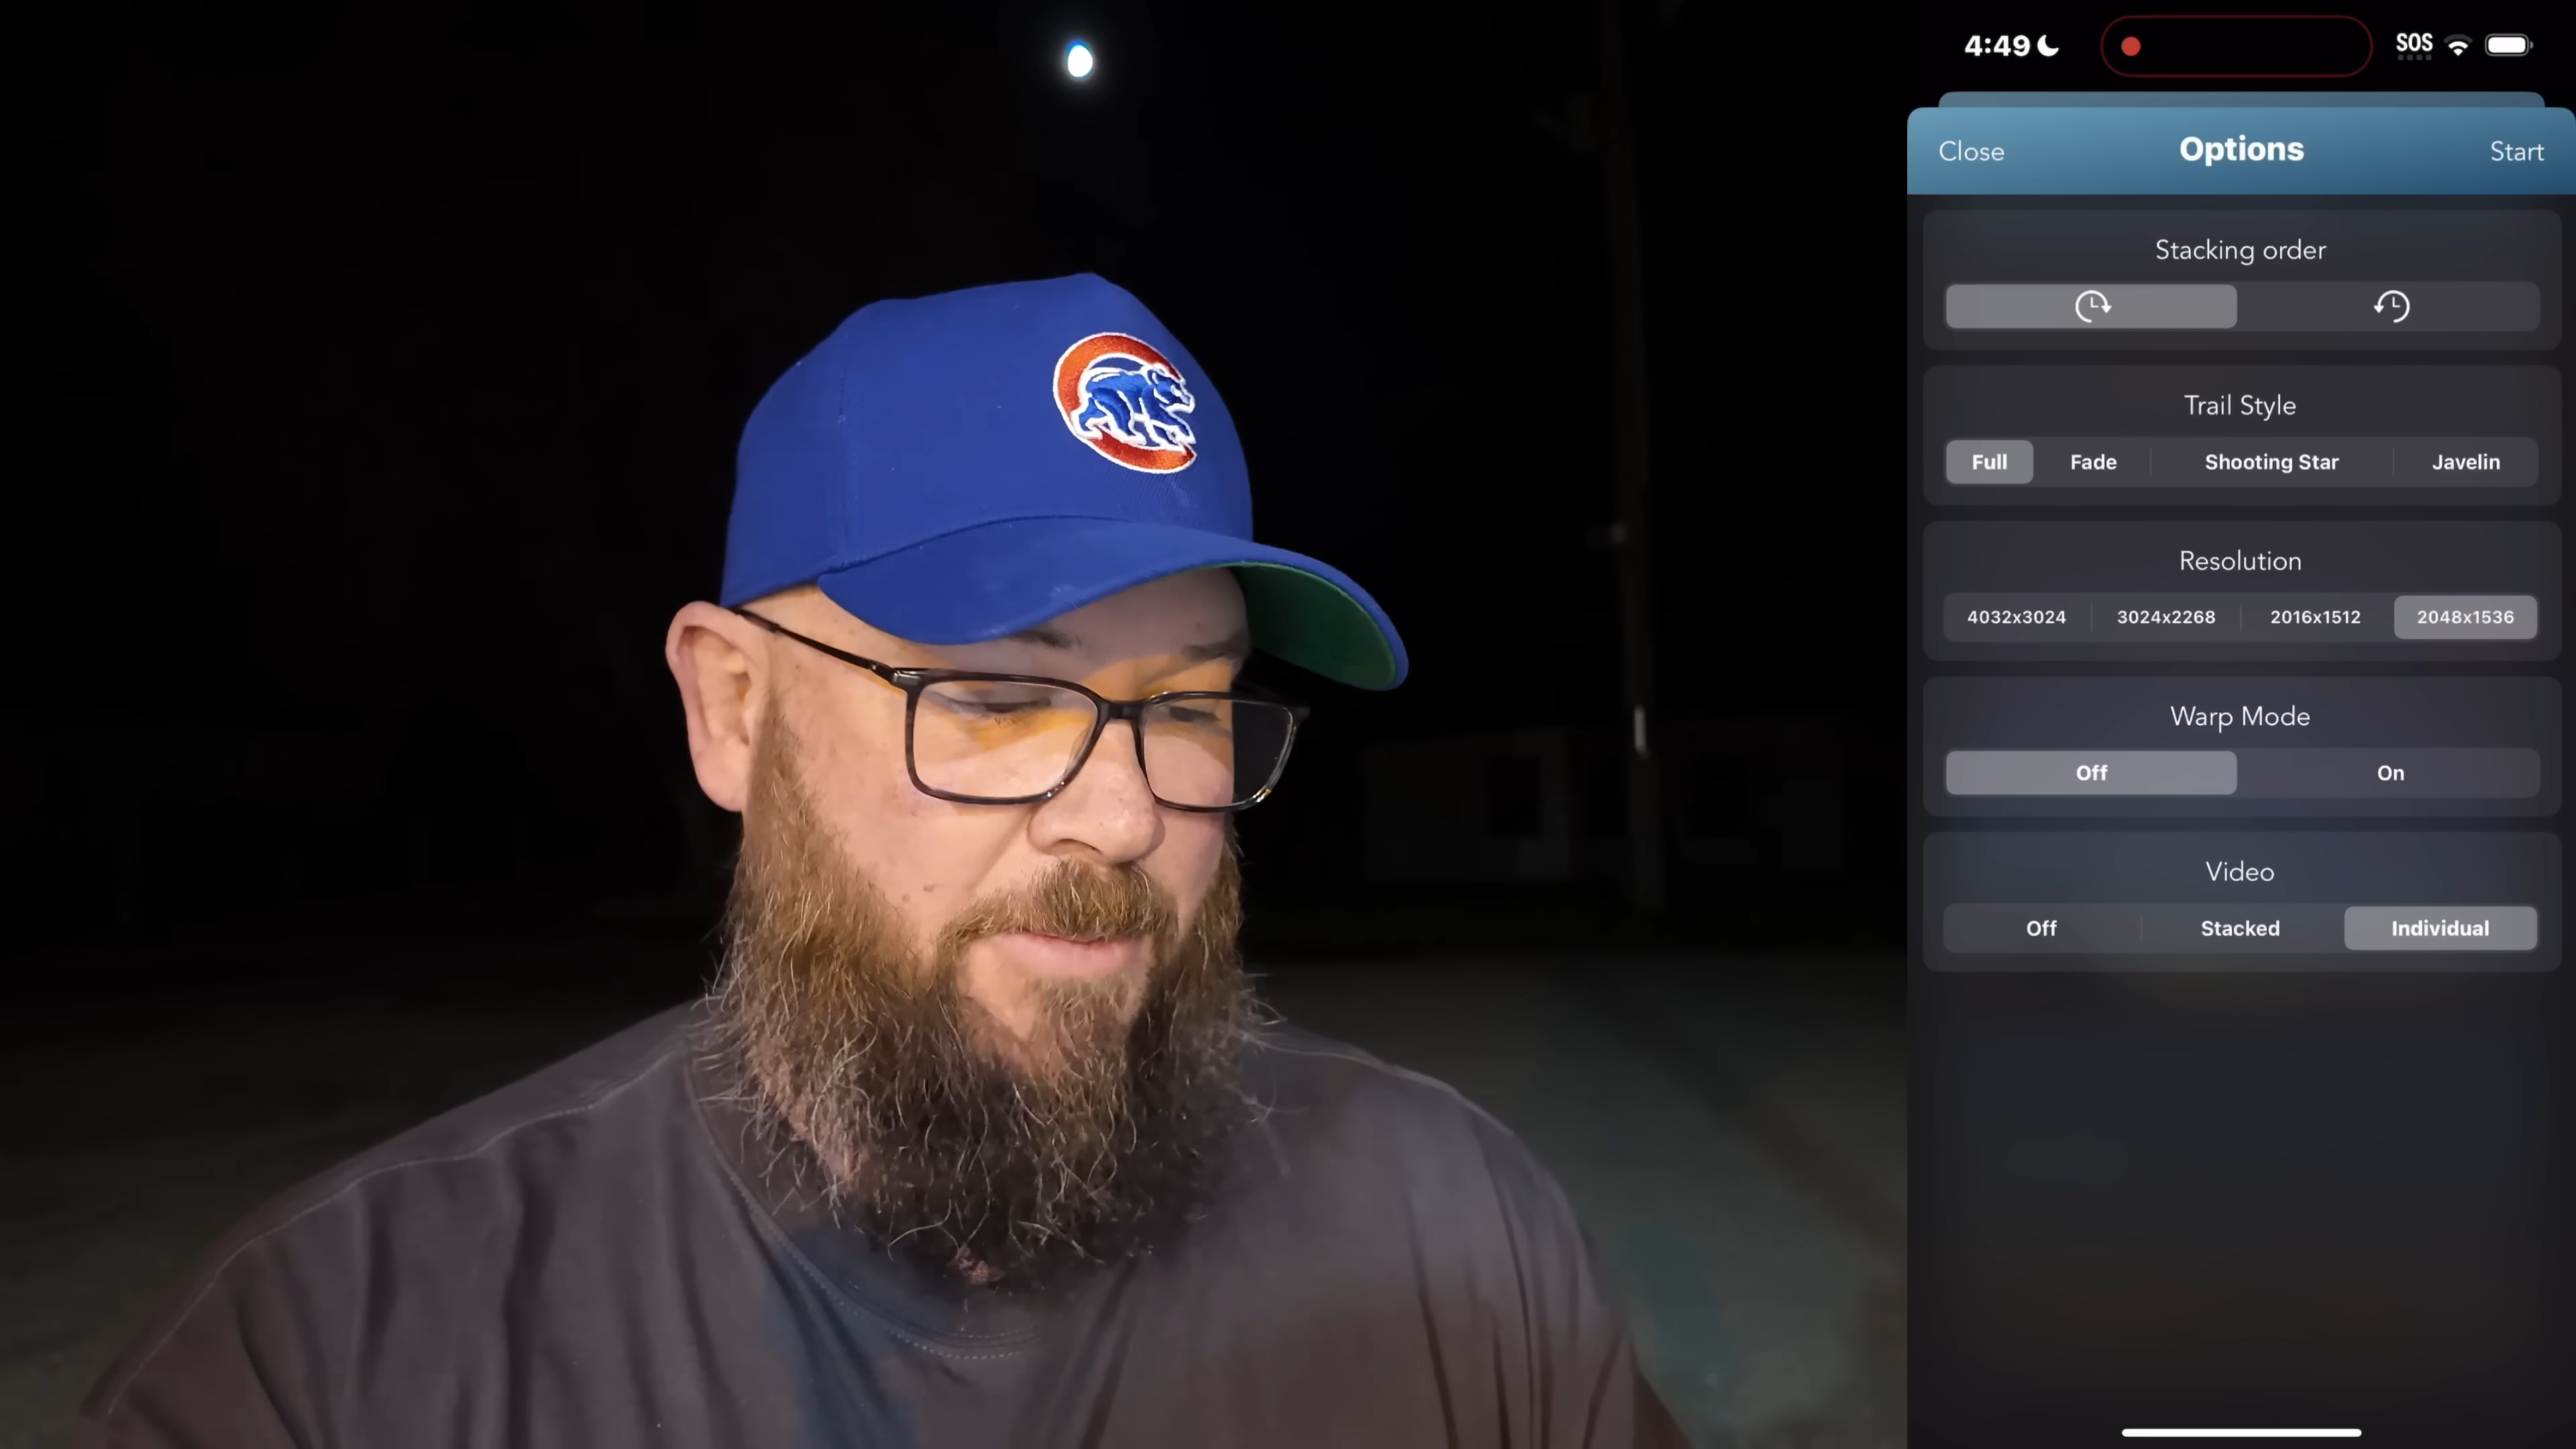 4:49
SOS
Close
Options
Start
Stacking order
Trail Style
Full
Fade
Shooting Star
Javelin
Resolution
4032x3024
3024x2268
2016x1512
2048x1536
Warp Mode
Off
On
Video
Off
Stacked
Individual